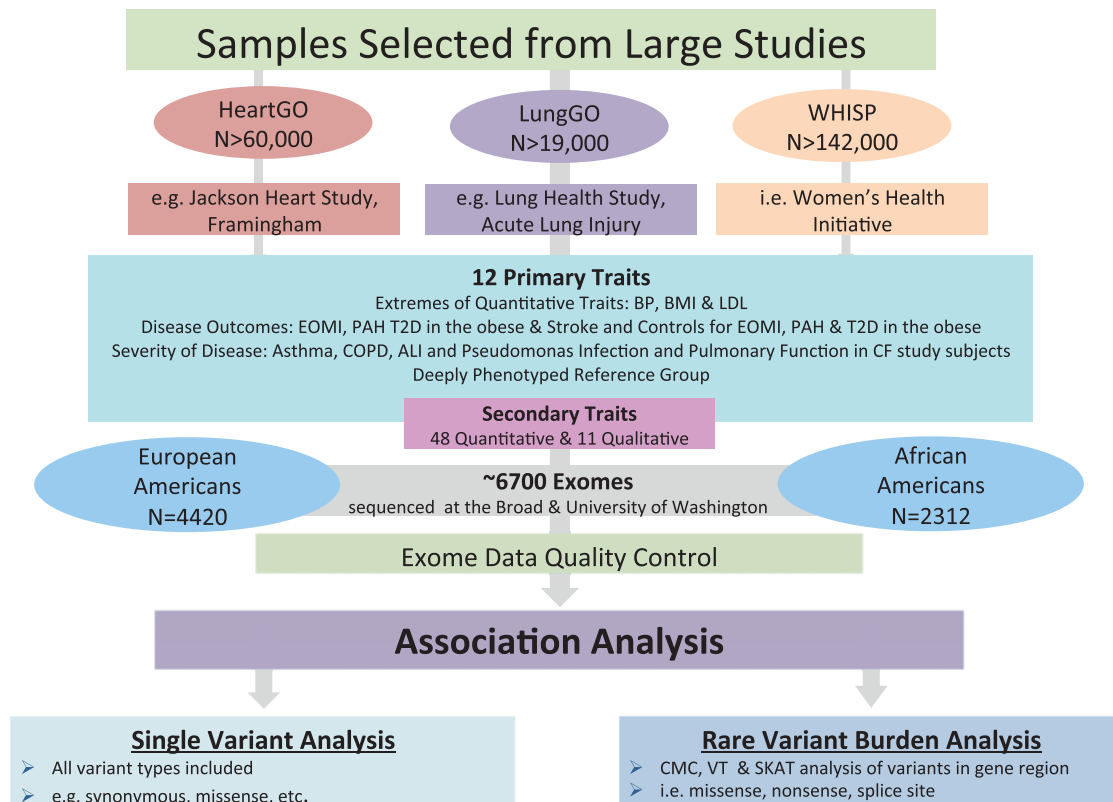 Samples Selected from Large Studies
HeartGO
N>60,000
LungGO
N>19,000
WHISP
N>142,000
e.g. Jackson Heart Study,
Framingham
e.g. Lung Health Study,
Acute Lung Injury
i.e. Women's Health
Initiative
12 Primary Traits
Extremes of Quantitative Traits: BP, BMI & LDL
Disease Outcomes: EOMI, PAH T2D in the obese & Stroke and Controls for EOMI, PAH & T2D in the obese
Severity of Disease: Asthma, COPD, ALI and Pseudomonas Infection and Pulmonary Function in CF study subjects
Deeply Phenotyped Reference Group
Secondary Traits
48 Quantitative & 11 Qualitative
European
Americans
N=4420
~6700 Exomes
sequenced at the Broad & University of Washington
African
Americans
N=2312
Exome Data Quality Control
Association Analysis
Single Variant Analysis
➢ All variant types included
➢ e.g. synonymous, missense, etc.
Rare Variant Burden Analysis
➢ CMC, VT & SKAT analysis of variants in gene region
➢ i.e. missense, nonsense, splice site